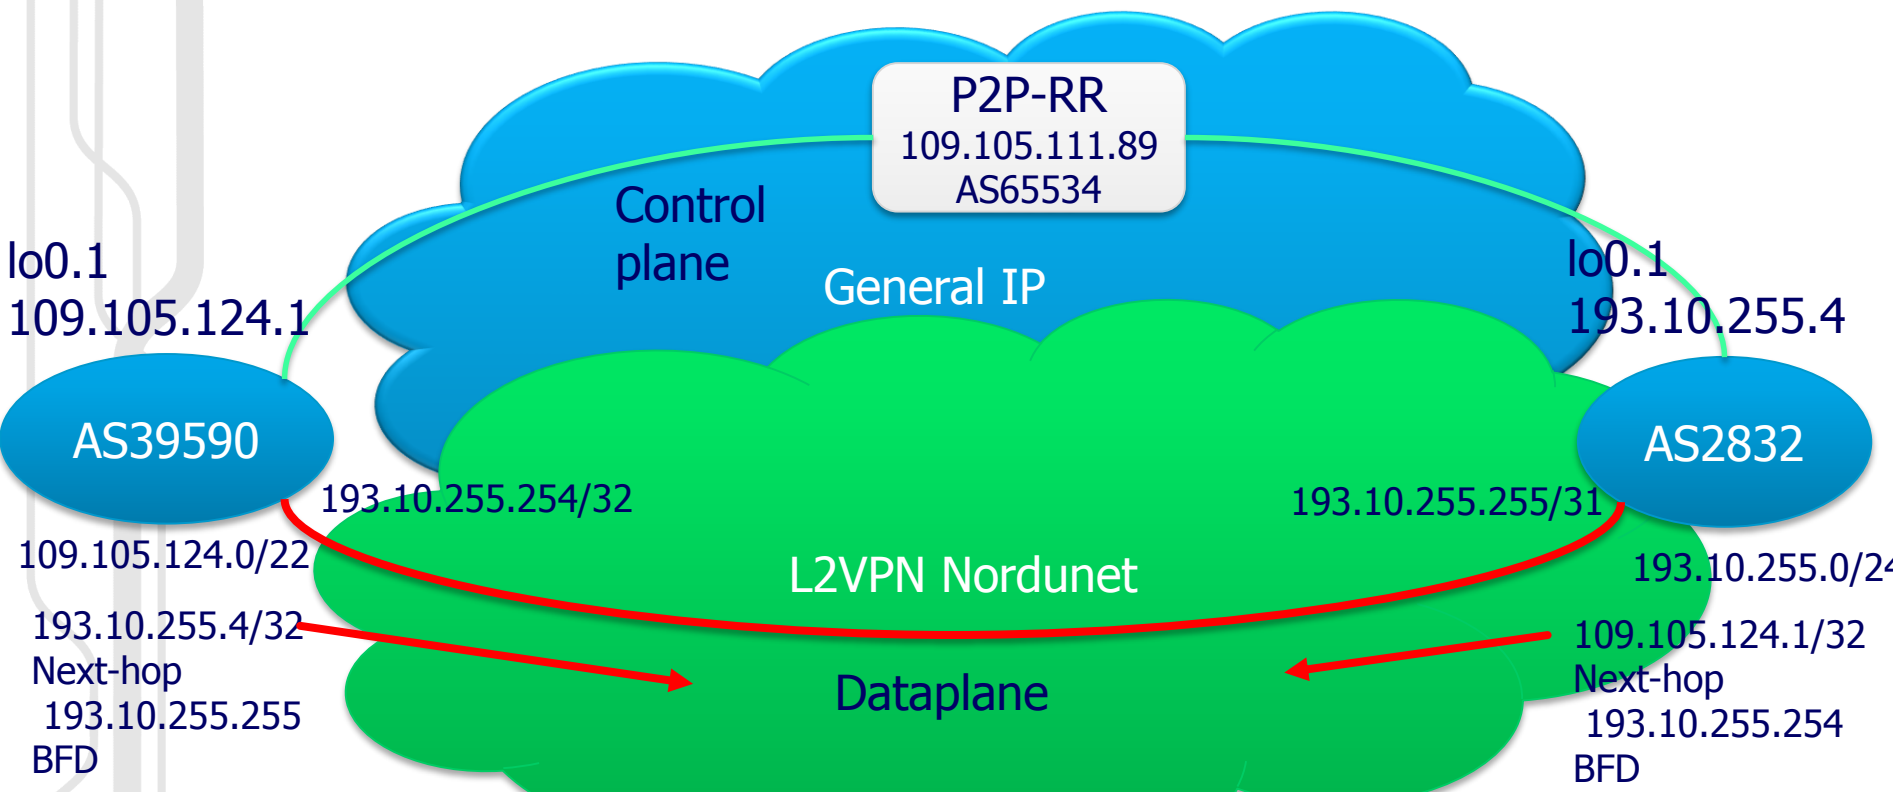 P2P-RR
109.105.111.89
AS65534
Control
plane
General IP
lo0.1
109.105.124.1
lo0.1
193.10.255.4
AS39590
AS2832
193.10.255.254/32
193.10.255.255/31
109.105.124.0/22
L2VPN Nordunet
193.10.255.0/24
193.10.255.4/32
Next-hop
193.10.255.255
BFD
Dataplane
109.105.124.1/32
Next-hop
193.10.255.254
BFD